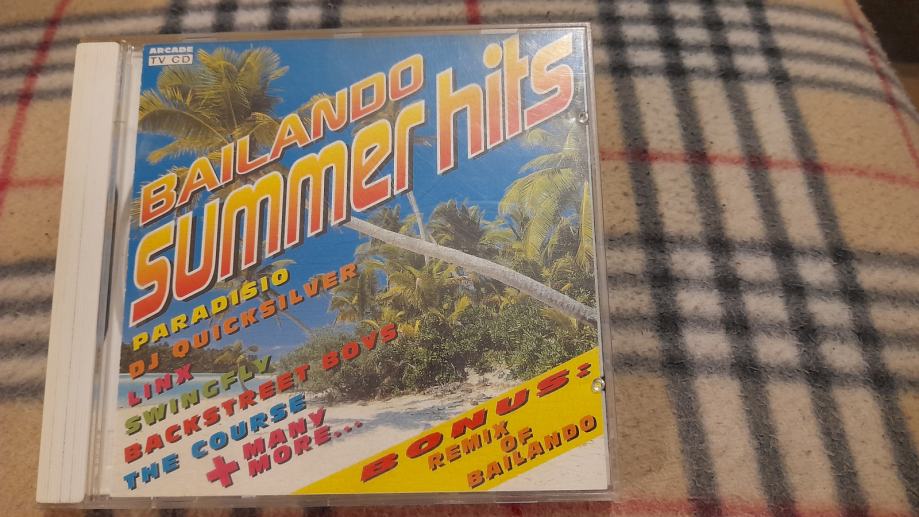 ARCADE
TV CD
BAILANDO
summer hits
PARADISIO
DJ QUICKSILVER
LINX
SWINGFLY
BACKSTREET BOYS
THE COURSE
+ MANY
MORE...
BONUS:
REMIX
OF
BAILANDO